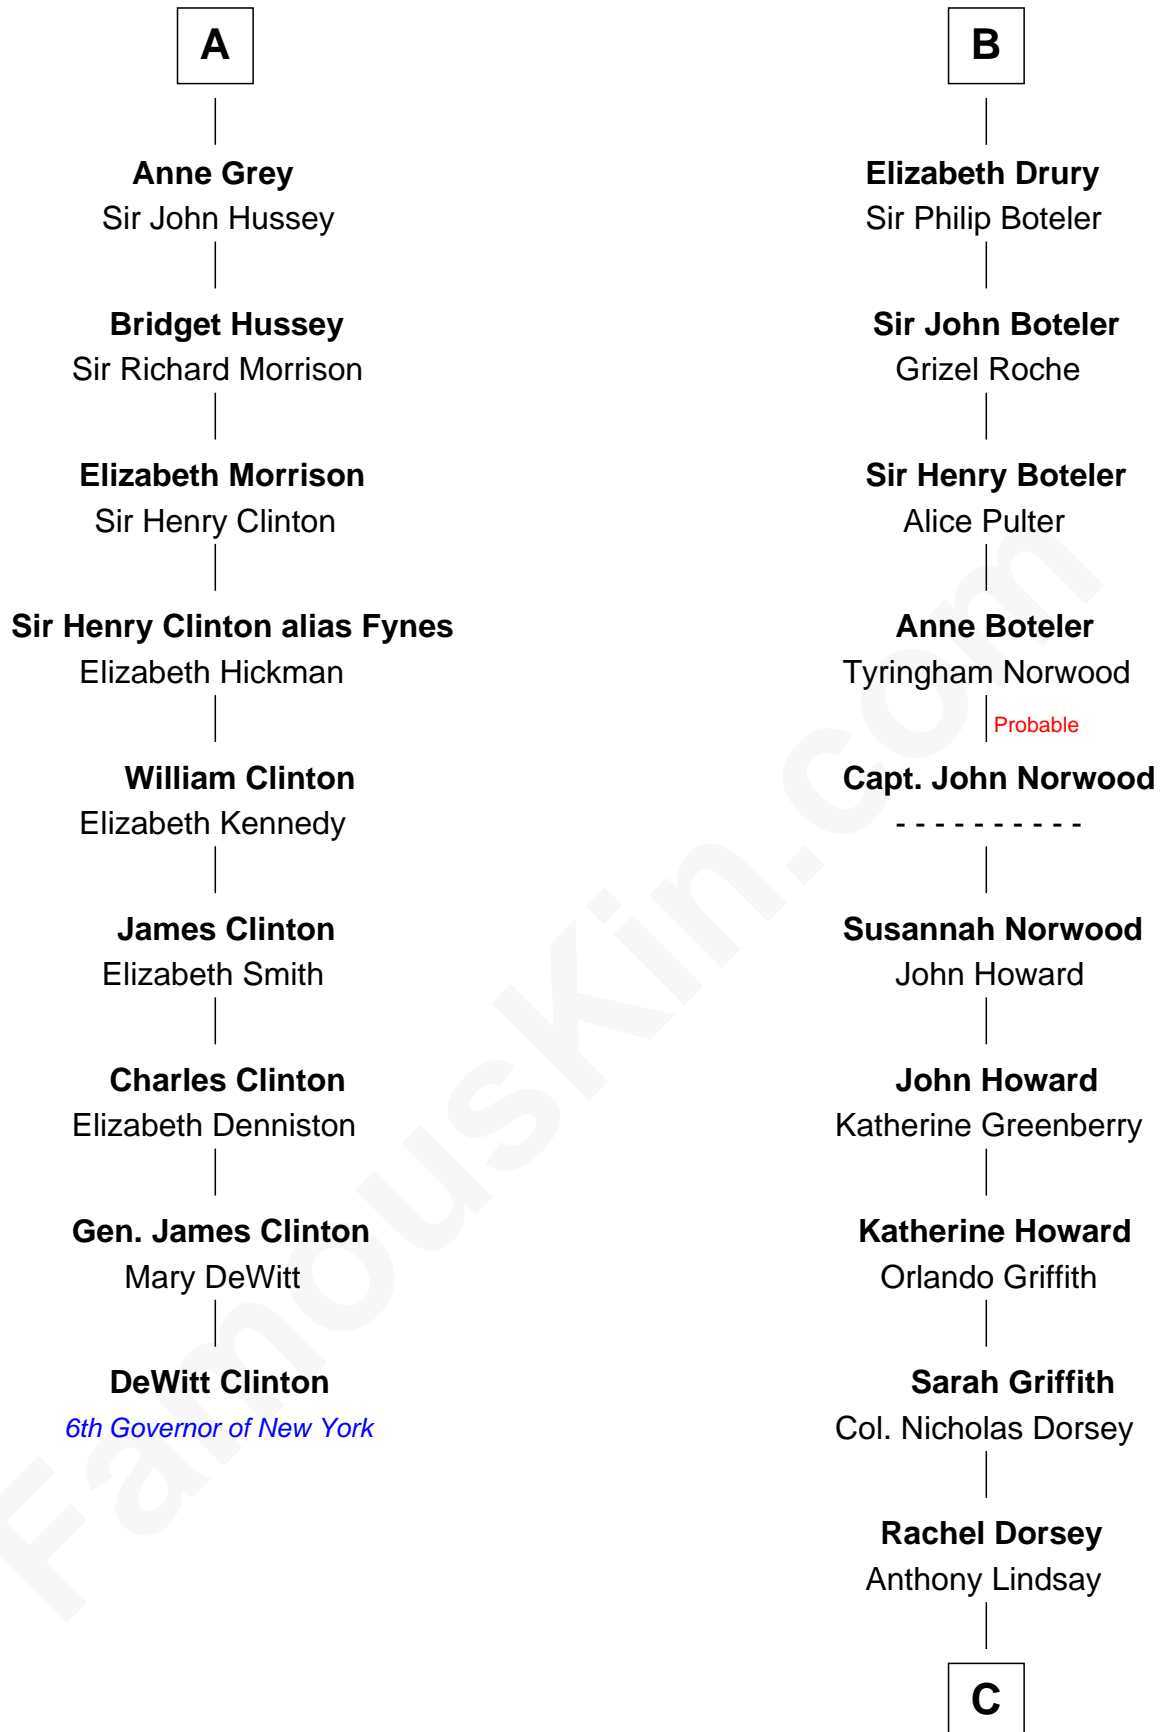 A
Anne Grey
Sir John Hussey
Bridget Hussey
Sir Richard Morrison
Elizabeth Morrison
Sir Henry Clinton
Sir Henry Clinton alias Fynes
Elizabeth Hickman
William Clinton
Elizabeth Kennedy
James Clinton
Elizabeth Smith
Charles Clinton
Elizabeth Denniston
Gen. James Clinton
Mary DeWitt
DeWitt Clinton
6th Governor of New York
B
Elizabeth Drury
Sir Philip Boteler
Sir John Boteler
Grizel Roche
Sir Henry Boteler
Alice Pulter
Anne Boteler
Tyringham Norwood
Probable
Capt. John Norwood
- - - - - - - - - -
Susannah Norwood
John Howard
John Howard
Katherine Greenberry
Katherine Howard
Orlando Griffith
Sarah Griffith
Col. Nicholas Dorsey
Rachel Dorsey
Anthony Lindsay
C
FamousKin.com